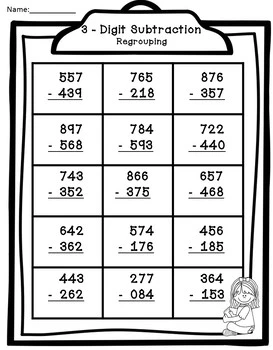 Name:___________
3 - Digit Subtraction
Regrouping
557 765 876
- 439 - 218 - 357
897 784 722
- 568 - 593 - 440
743 866 657
- 352 - 375 - 468
642 574 456
- 362 - 176 - 185
443 277 364
- 262 - 084 - 153